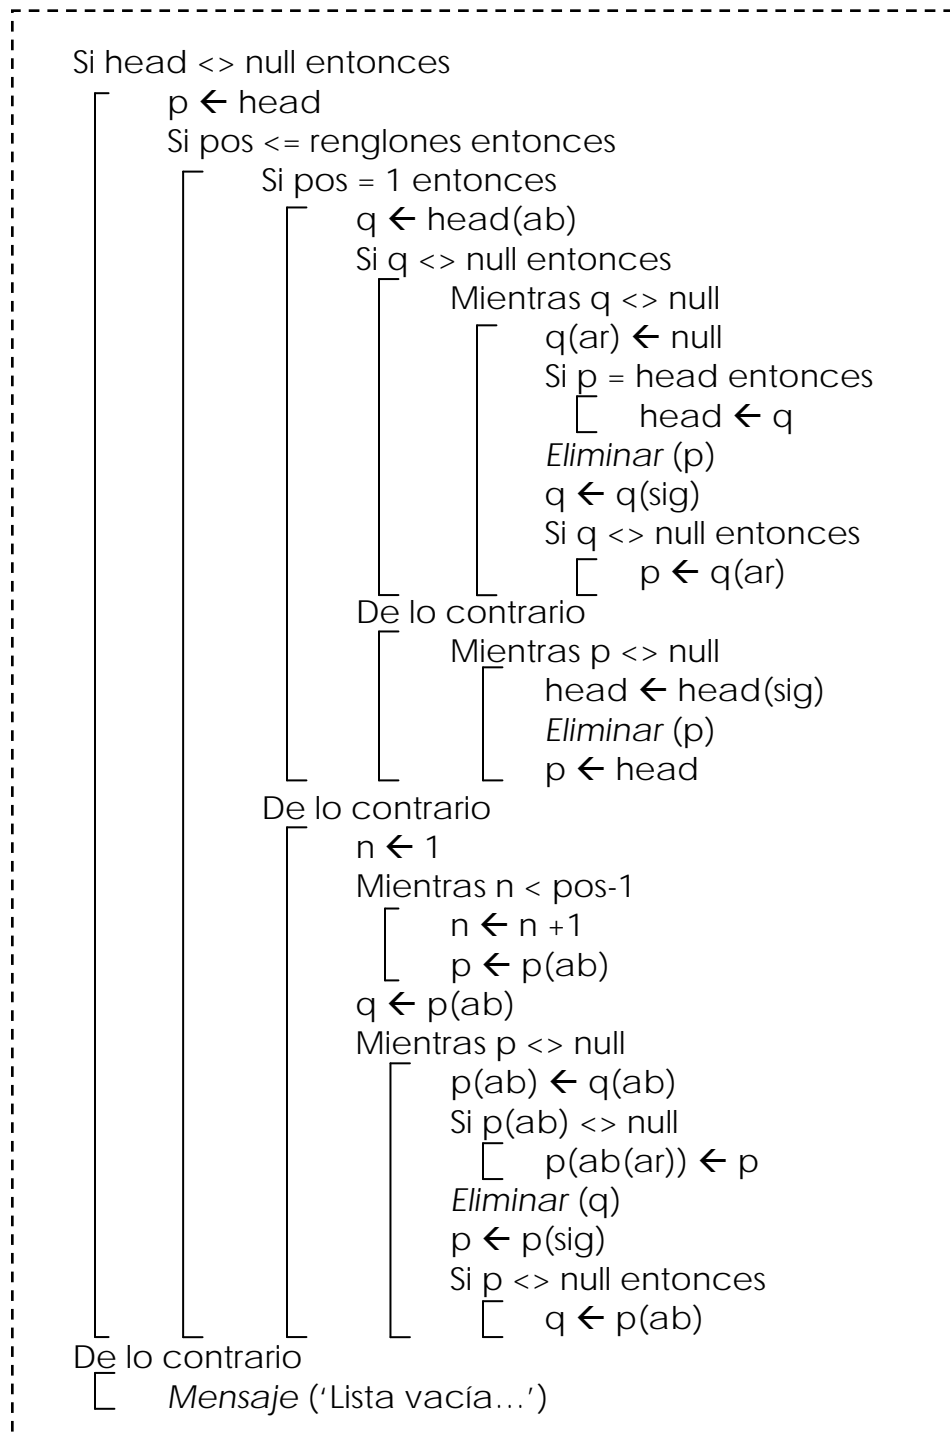 Si head <> null entonces
p ← head
Si pos <= renglones entonces
Si pos = 1 entonces
q ← head(ab)
Si q <> null entonces
Mientras q <> null
q(ar) ← null
Si p = head entonces
head ← q
Eliminar (p)
q ← q(sig)
Si q <> null entonces
p ← q(ar)
De lo contrario
Mientras p <> null
head ← head(sig)
Eliminar (p)
p ← head
De lo contrario
n ← 1
Mientras n < pos-1
n ← n +1
p ← p(ab)
q ← p(ab)
Mientras p <> null
p(ab) ← q(ab)
Si p(ab) <> null
p(ab(ar)) ← p
Eliminar (q)
p ← p(sig)
Si p <> null entonces
q ← p(ab)
De lo contrario
Mensaje ('Lista vacía...')